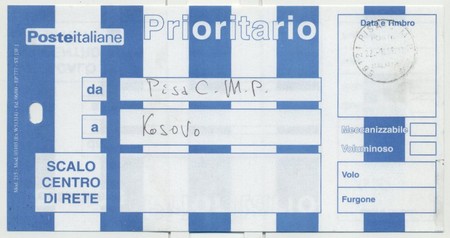 Prioritario
Posteitaliane
Data e Timbro
da
Pisa C.M.P.
a
Kosovo
Meccanizzabile
Voluminoso
SCALO
CENTRO
DI RETE
Volo
Furgone